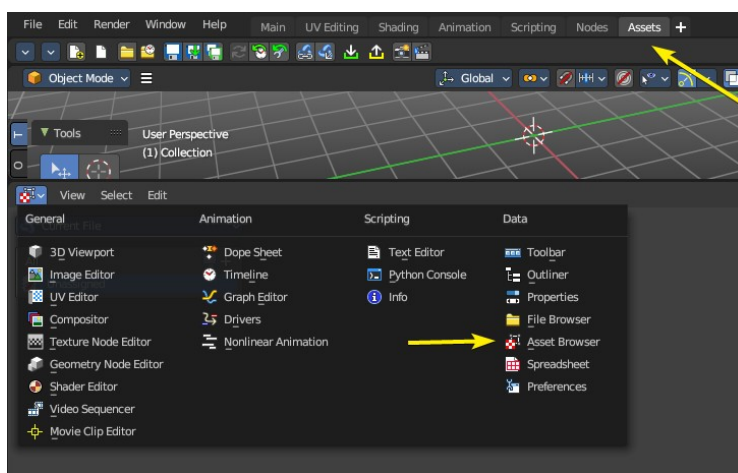 File Edit Render Window Help Main UV Editing Shading Animation Scripting Nodes Assets +
Object Mode Global
Tools
User Perspective
(1) Collection
View Select Edit
General Animation Scripting Data
3D Viewport Dope Sheet Text Editor Toolbar
Image Editor Timeline Python Console Outliner
UV Editor Graph Editor Info Properties
Compositor Drivers File Browser
Texture Node Editor Nonlinear Animation Asset Browser
Geometry Node Editor Spreadsheet
Shader Editor Preferences
Video Sequencer
Movie Clip Editor